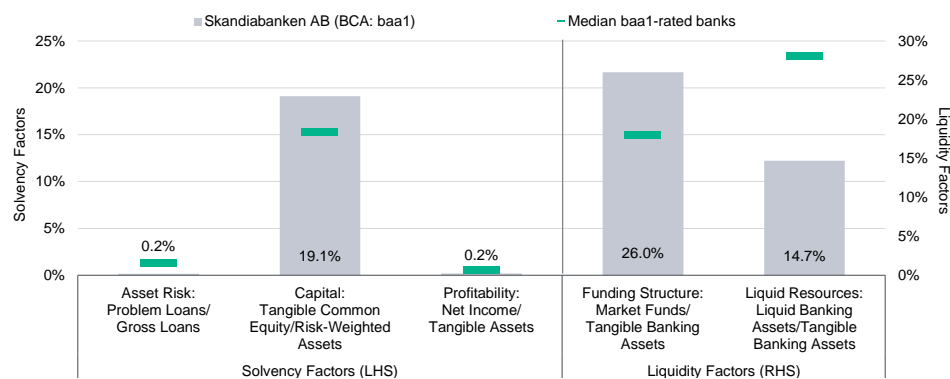 Skandiabanken AB (BCA: baa1)
Median baa1-rated banks
25%
20%
15%
10%
5%
0%
Solvency Factors
30%
25%
20%
15%
10%
5%
0%
Liquidity Factors
0.2%
19.1%
0.2%
26.0%
14.7%
Asset Risk:
Problem Loans/
Gross Loans
Capital:
Tangible Common
Equity/Risk-Weighted
Assets
Profitability:
Net Income/
Tangible Assets
Funding Structure:
Market Funds/
Tangible Banking
Assets
Liquid Resources:
Liquid Banking
Assets/Tangible
Banking Assets
Solvency Factors (LHS)
Liquidity Factors (RHS)